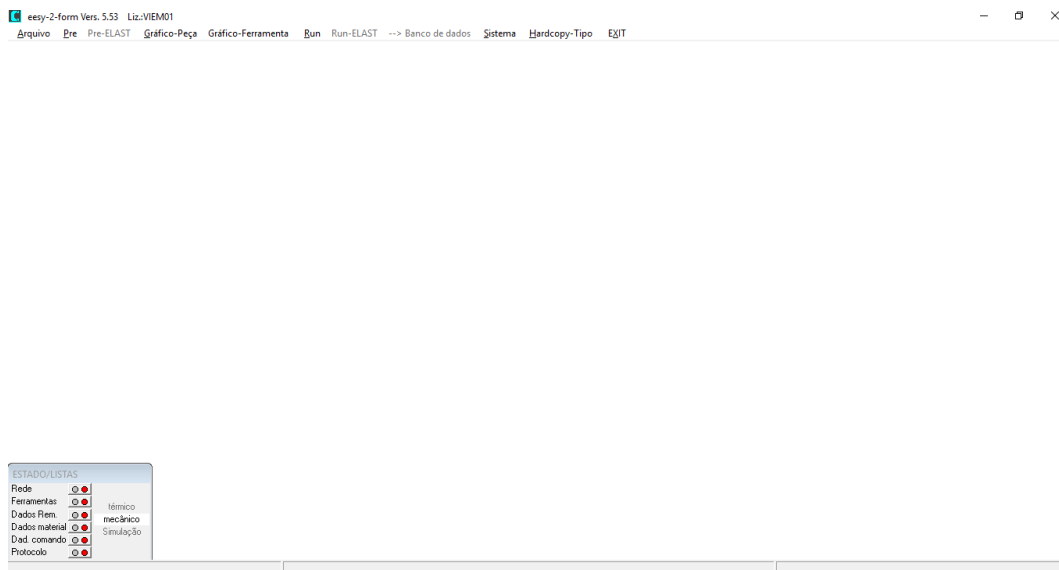 eesy-2-form Vers. 5.53 Liz.:VIEM01
Arquivo Pre Pre-ELAST Gráfico-Peça Gráfico-Ferramenta Run Run-ELAST --> Banco de dados Sistema Hardcopy-Tipo EXIT
ESTADO/LISTAS
Rede
Ferramentas
Dados Rem.
Dados material
Dad. comando
Protocolo
térmico
mecânico
Simulação